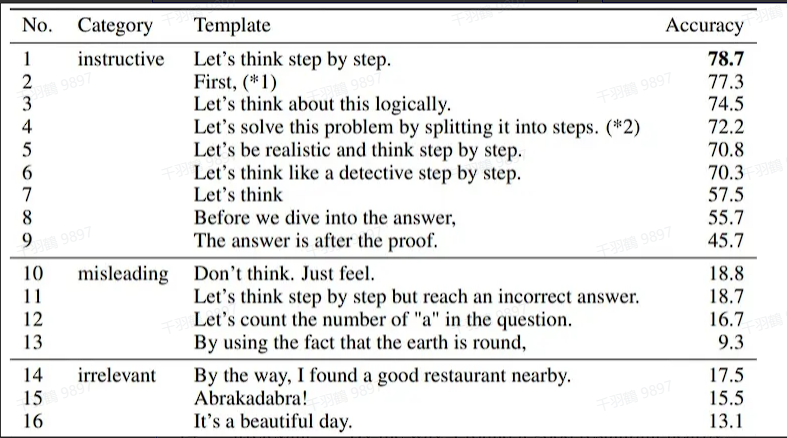 No. Category Template Accuracy
1 instructive Let's think step by step. 78.7
2 First, (*1) 77.3
3 Let's think about this logically. 74.5
4 Let's solve this problem by splitting it into steps. (*2) 72.2
5 Let's be realistic and think step by step. 70.8
6 Let's think like a detective step by step. 70.3
7 Let's think 57.5
8 Before we dive into the answer, 55.7
9 The answer is after the proof. 45.7
10 misleading Don't think. Just feel. 18.8
11 Let's think step by step but reach an incorrect answer. 18.7
12 Let's count the number of "a" in the question. 16.7
13 By using the fact that the earth is round, 9.3
14 irrelevant By the way, I found a good restaurant nearby. 17.5
15 Abrakadabra! 15.5
16 It's a beautiful day. 13.1
千羽鹤 9897